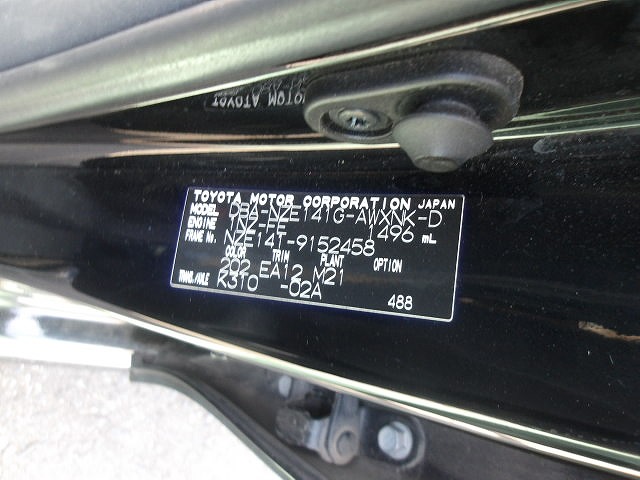 TOYOTA MOTOR CORPORATION JAPAN
MODEL DBA-NZE141G-AWXNK-D
ENGINE 1NZ-FE 1496 mL
FRAME No. NZE141-9152458
COLOR TRIM PLANT OPTION
202 EA12 M21
TRANS./AXLE K310 -02A
488